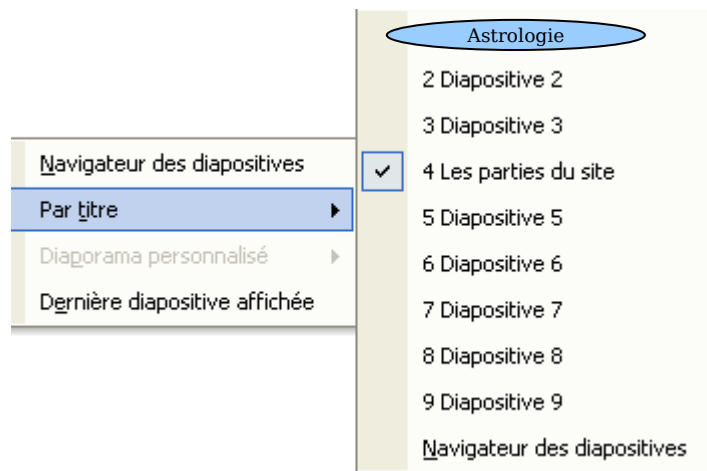 Navigateur des diapositives
Par titre
Diaporama personnalisé
Dernière diapositive affichée
Astrologie
2 Diapositive 2
3 Diapositive 3
4 Les parties du site
5 Diapositive 5
6 Diapositive 6
7 Diapositive 7
8 Diapositive 8
9 Diapositive 9
Navigateur des diapositives